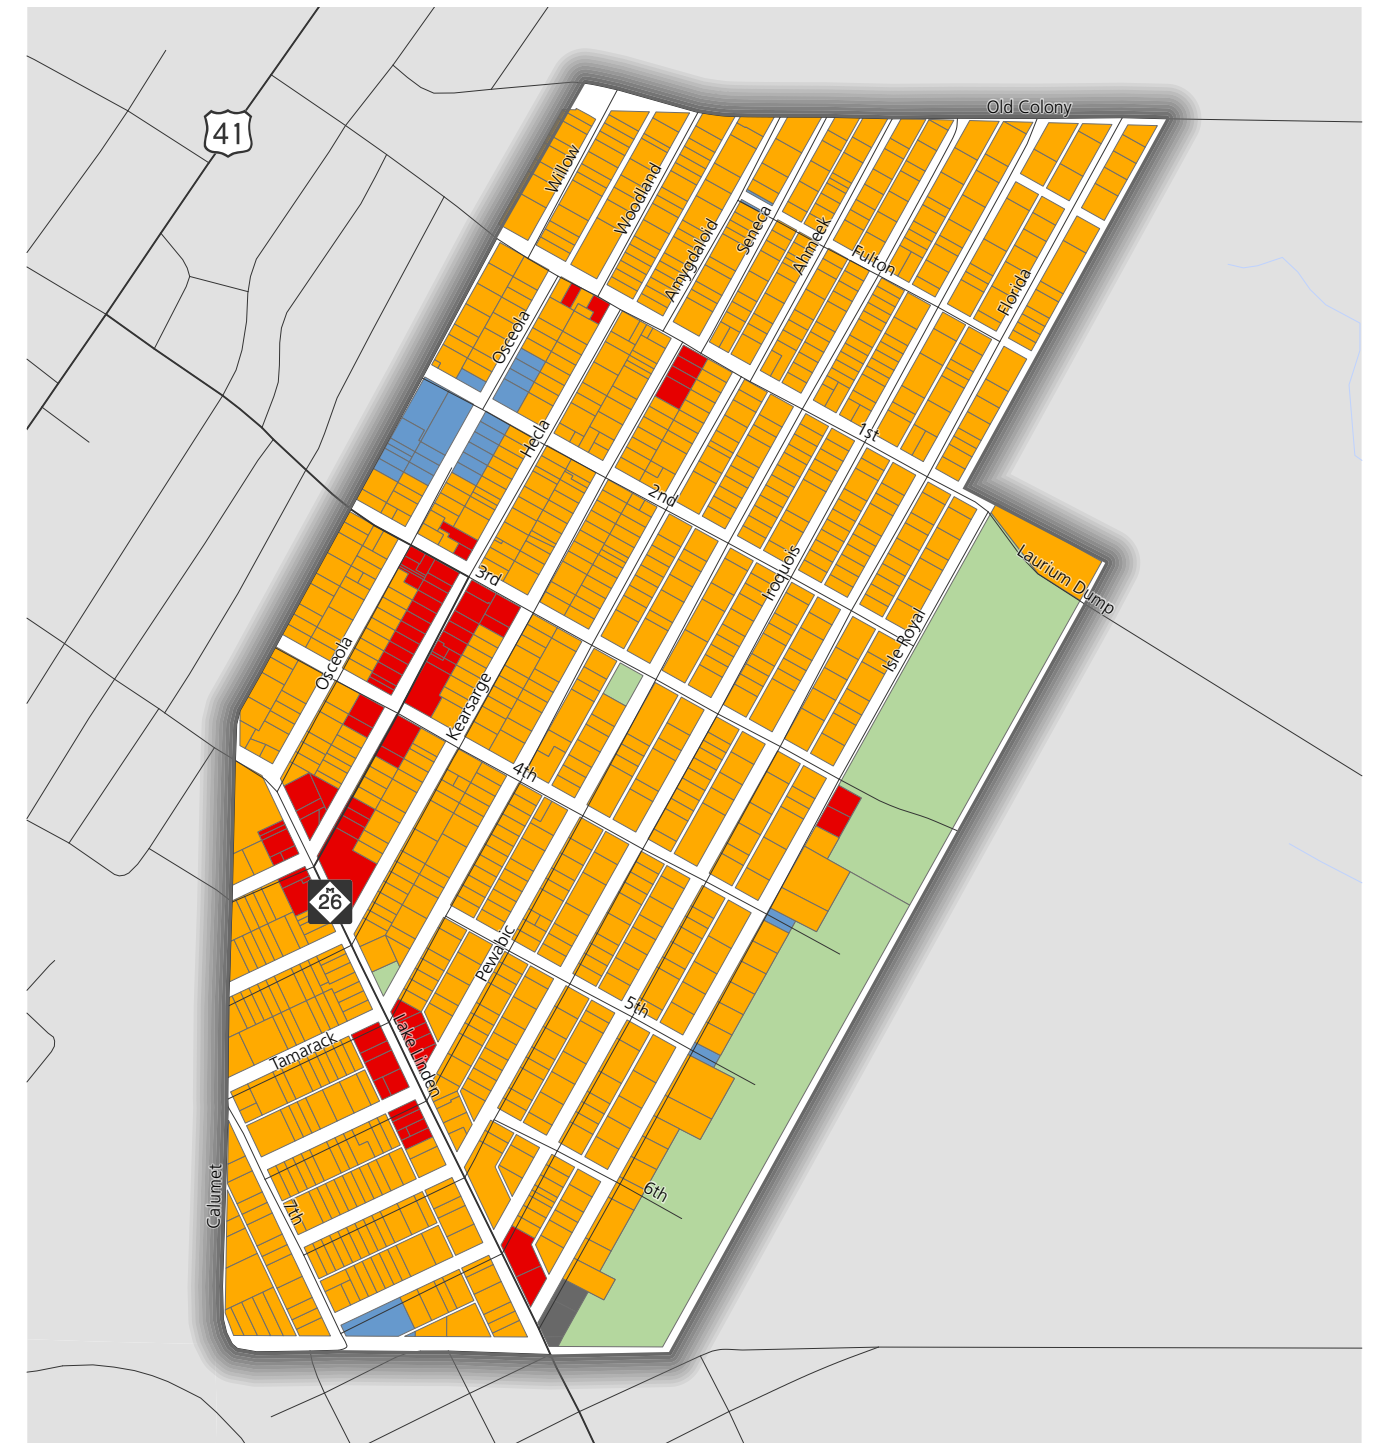 Old Colony
41
Willow
Woodland
Amygdaloid
Seneca
Ahmeek
Fulton
Florida
Osceola
Hecla
1st
2nd
Iroquois
Laurium Dump
3rd
Isle Royal
Osceola
Kearsarge
4th
M
26
Pewabic
5th
Lake Linden
Tamarack
Calumet
7th
6th